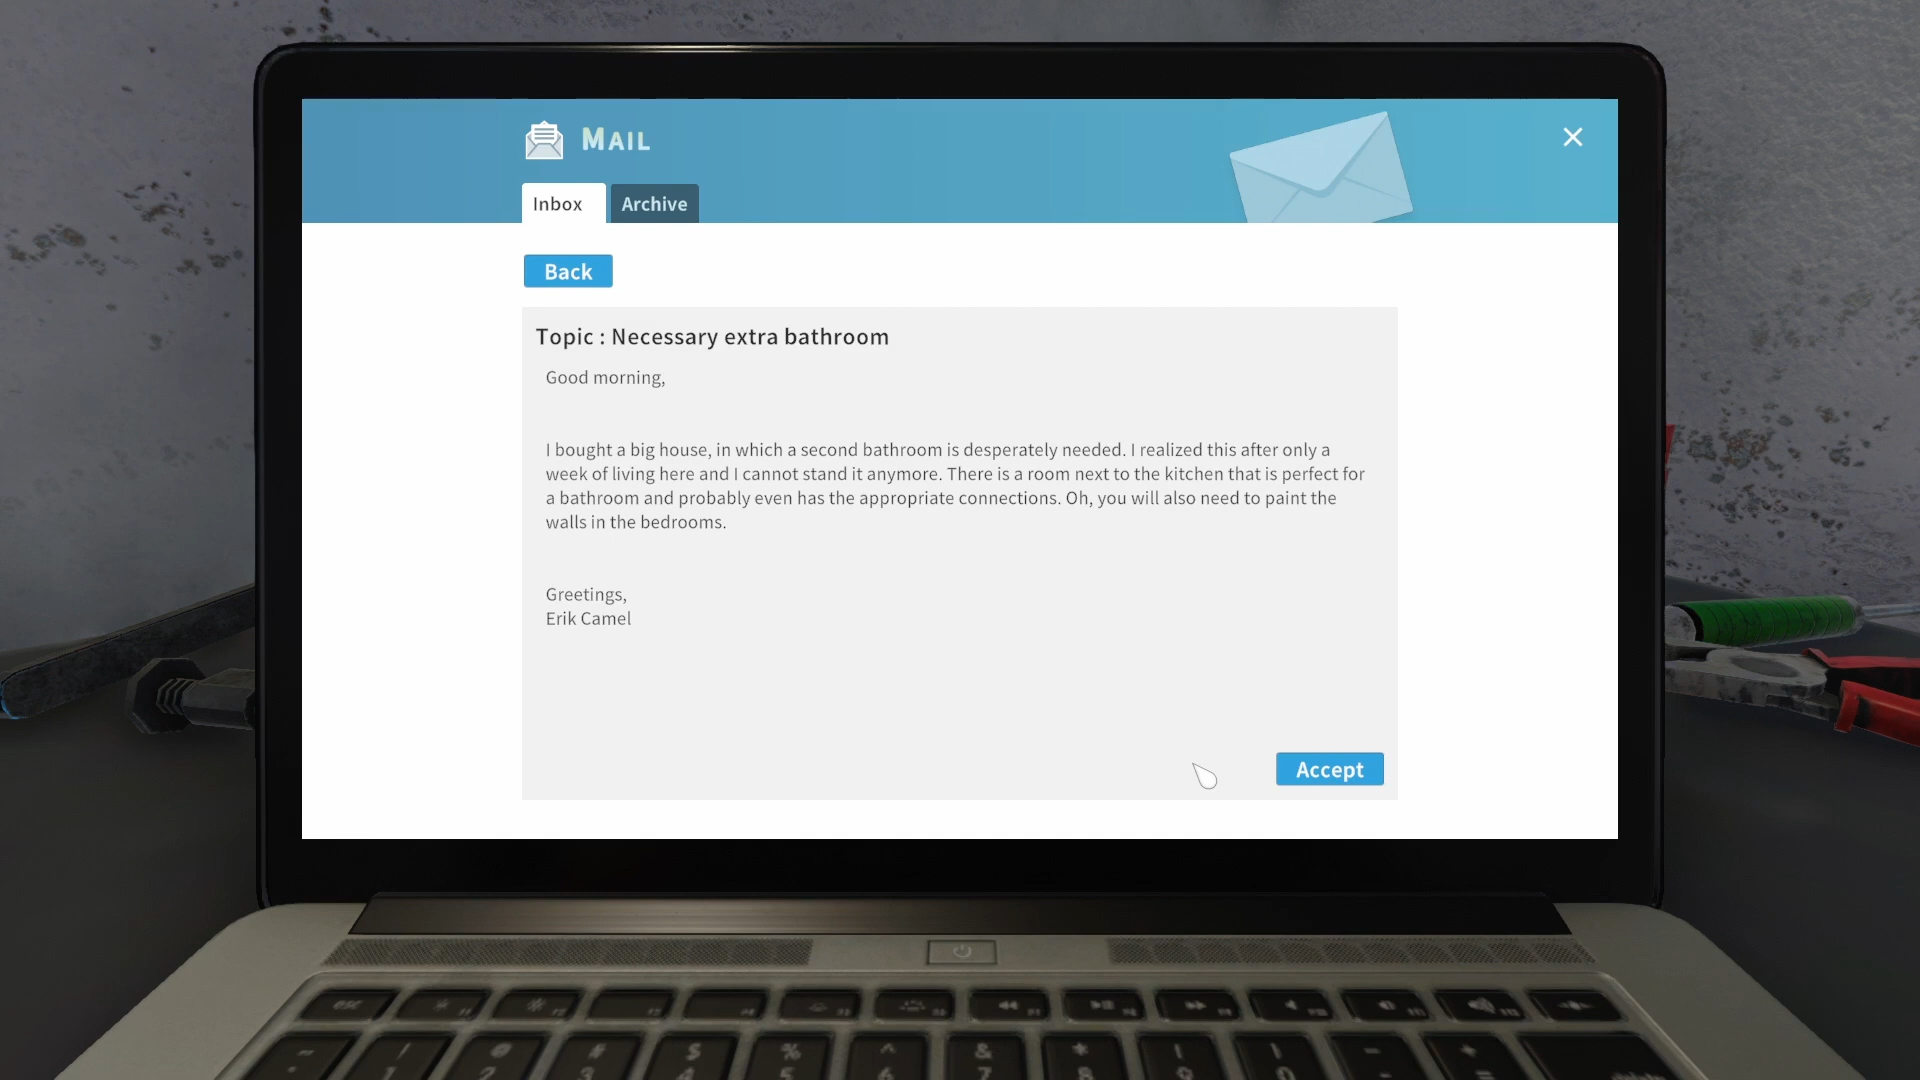 MAIL
Inbox
Archive
Back
Topic : Necessary extra bathroom
Good morning,
I bought a big house, in which a second bathroom is desperately needed. I realized this after only a
week of living here and I cannot stand it anymore. There is a room next to the kitchen that is perfect for
a bathroom and probably even has the appropriate connections. Oh, you will also need to paint the
walls in the bedrooms.
Greetings,
Erik Camel
Accept
esc